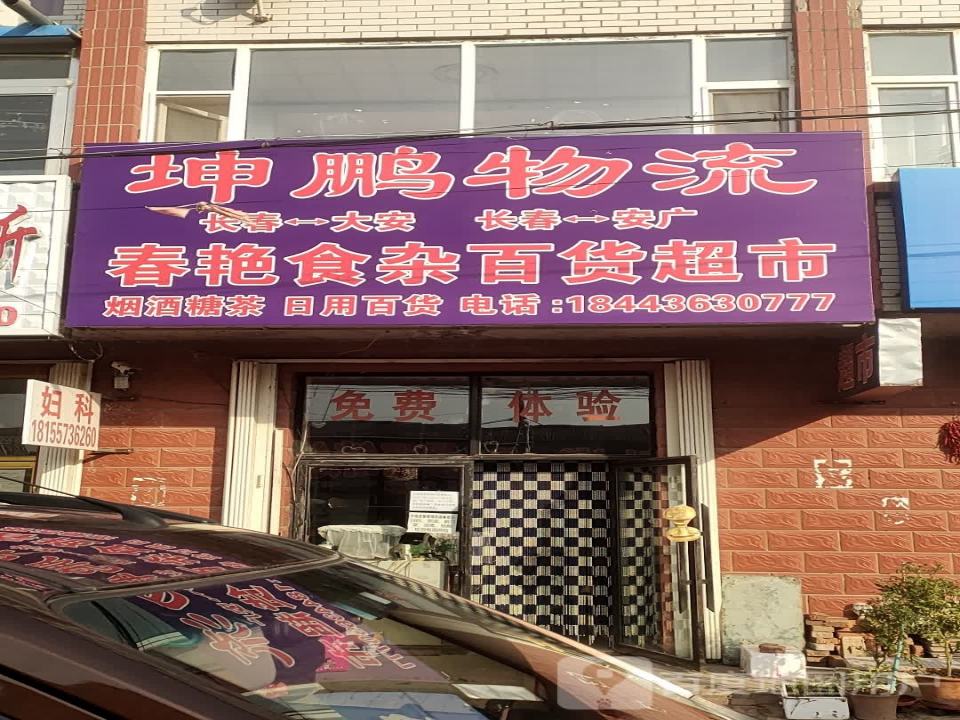 坤鹏物流
长春↔大安 长春↔安广
春艳食杂百货超市
烟酒糖茶 日用百货 电话:18443630777
妇科
18155736260
免费 体验
超市